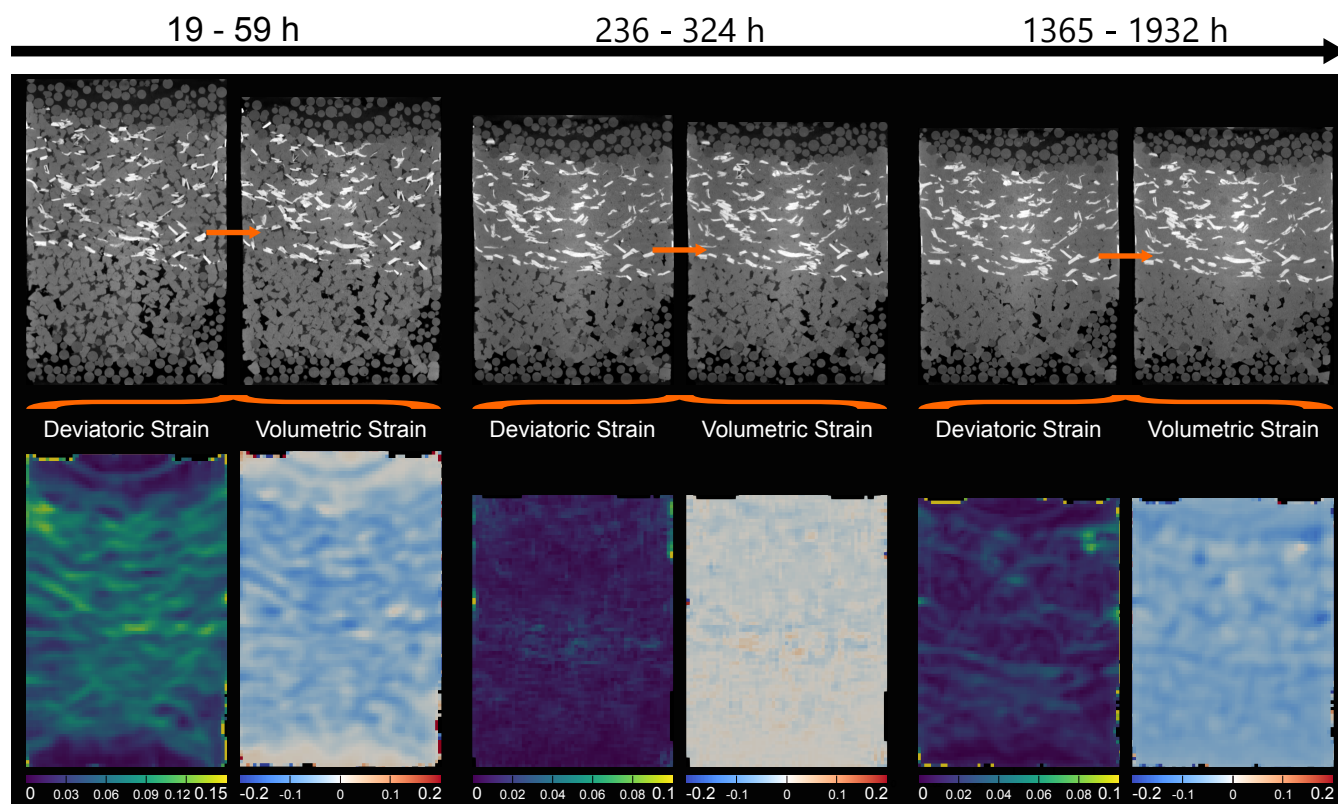 19 - 59 h
236 - 324 h
1365 - 1932 h
Deviatoric Strain
Volumetric Strain
Deviatoric Strain
Volumetric Strain
Deviatoric Strain
Volumetric Strain
0 0.03 0.06 0.09 0.12 0.15
-0.2 -0.1 0 0.1 0.2
0 0.02 0.04 0.06 0.08 0.1
-0.2 -0.1 0 0.1 0.2
0 0.02 0.04 0.06 0.08 0.1
-0.2 -0.1 0 0.1 0.2